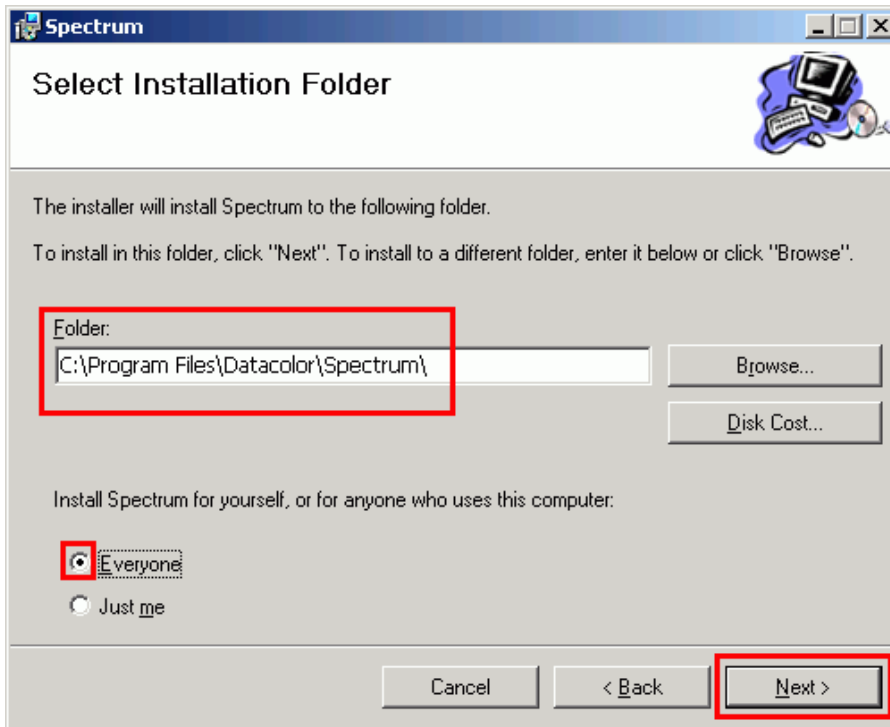 Spectrum
Select Installation Folder
The installer will install Spectrum to the following folder.
To install in this folder, click "Next". To install to a different folder, enter it below or click "Browse".
Folder:
C:\Program Files\Datacolor\Spectrum\
Browse...
Disk Cost...
Install Spectrum for yourself, or for anyone who uses this computer:
Everyone
Just me
Cancel
< Back
Next >